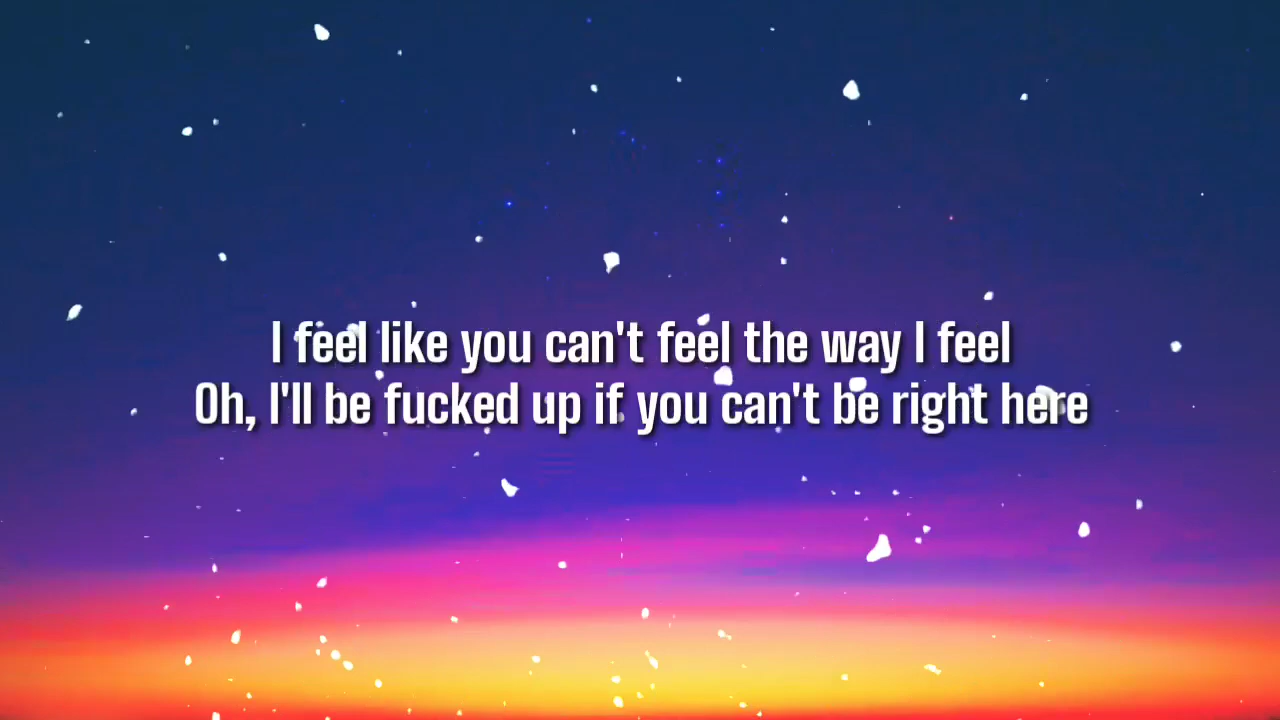 I feel like you can't feel the way I feel
Oh, I'll be fucked up if you can't be right here